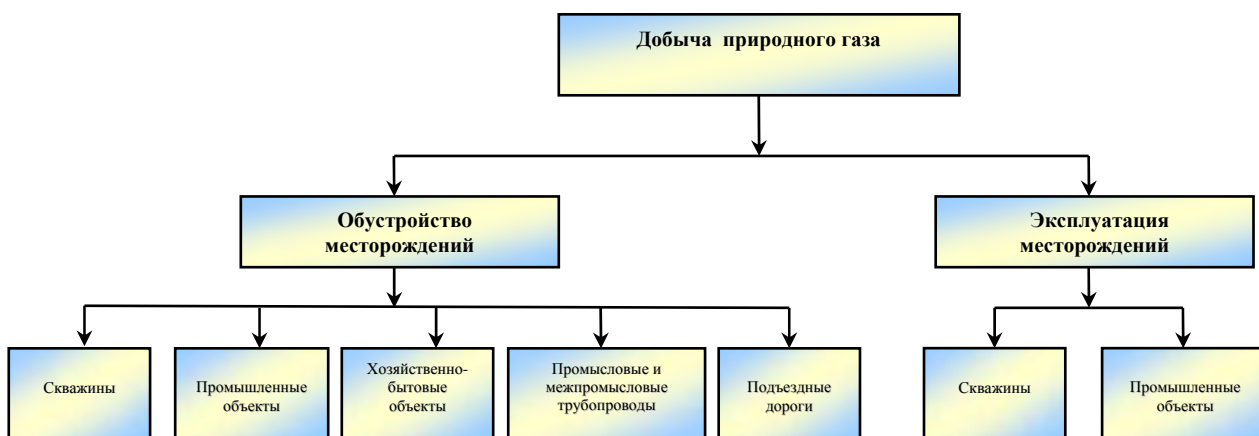 Добыча природного газа
Обустройство
месторождений
Эксплуатация
месторождений
Скважины
Промышленные
объекты
Хозяйственно-
бытовые
объекты
Промысловые и
межпромысловые
трубопроводы
Подъездные
дороги
Скважины
Промышленные
объекты